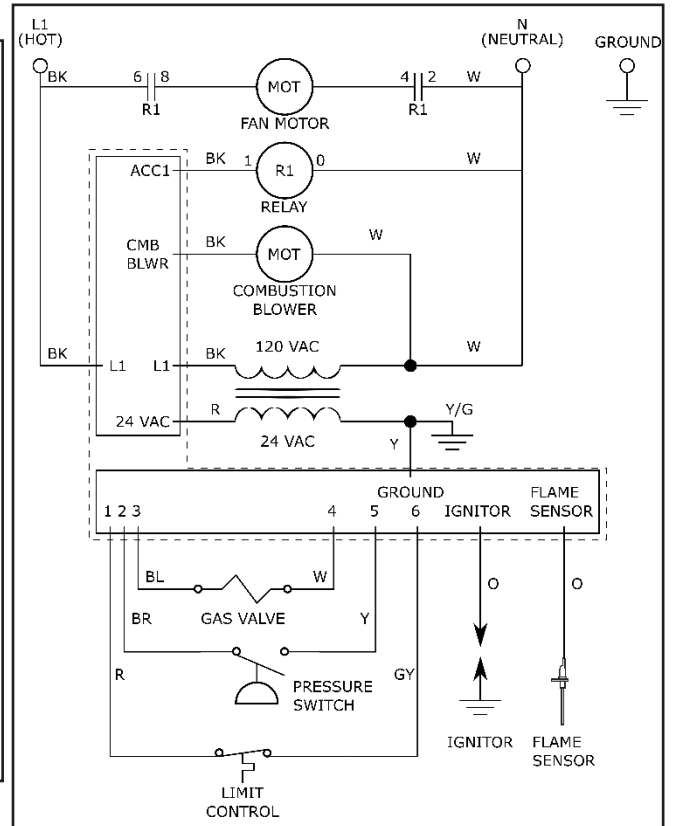 L1
(HOT)
N
(NEUTRAL)
GROUND
BK
6
8
R1
MOT
FAN MOTOR
4
2
R1
W
ACC1
BK
1
R1
0
RELAY
W
CMB
BLWR
BK
MOT
COMBUSTION
BLOWER
W
BK
L1
L1
BK
120 VAC
W
24 VAC
R
24 VAC
Y
Y/G
GROUND
IGNITOR
FLAME
SENSOR
1
2
3
4
5
6
BL
GAS VALVE
W
O
O
BR
Y
PRESSURE
SWITCH
R
GY
LIMIT
CONTROL
IGNITOR
FLAME
SENSOR